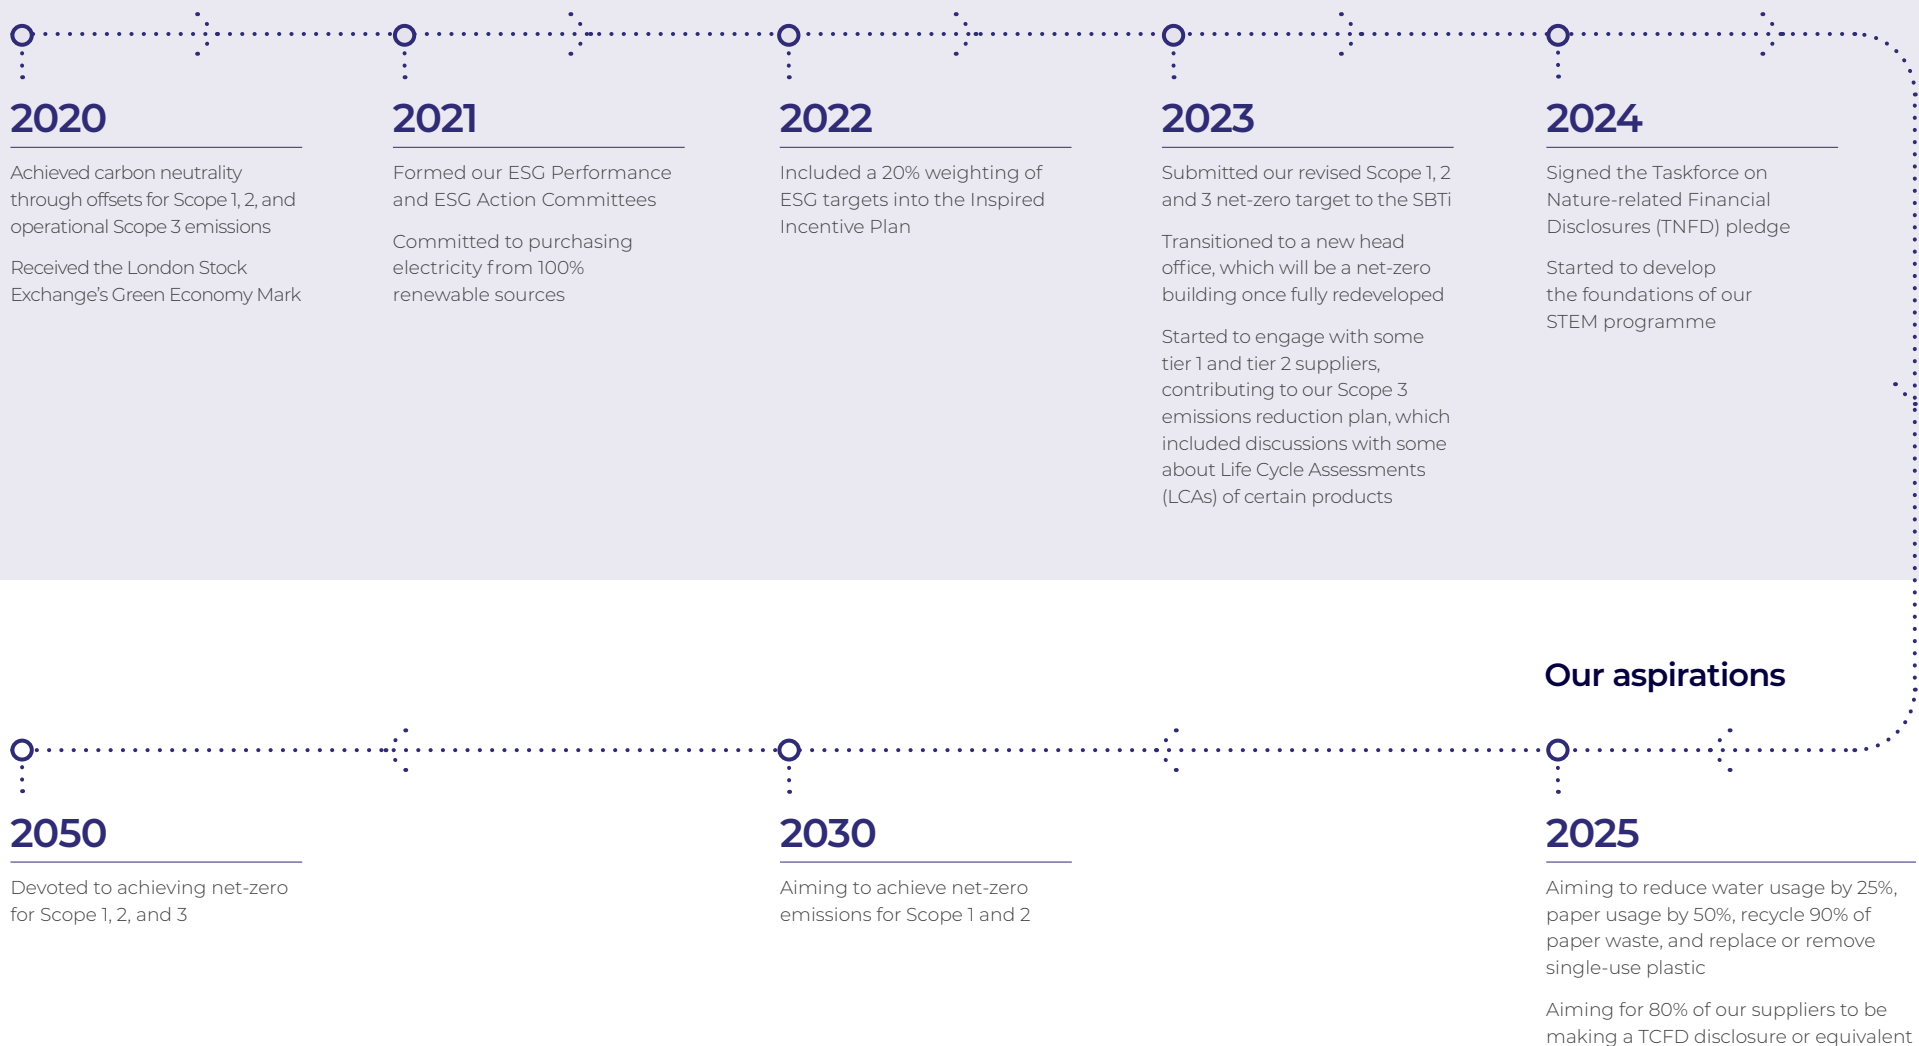 2020
Achieved carbon neutrality
through offsets for Scope 1, 2, and
operational Scope 3 emissions
Received the London Stock
Exchange's Green Economy Mark
2021
Formed our ESG Performance
and ESG Action Committees
Committed to purchasing
electricity from 100%
renewable sources
2022
Included a 20% weighting of
ESG targets into the Inspired
Incentive Plan
2023
Submitted our revised Scope 1, 2
and 3 net-zero target to the SBTi
Transitioned to a new head
office, which will be a net-zero
building once fully redeveloped
Started to engage with some
tier 1 and tier 2 suppliers,
contributing to our Scope 3
emissions reduction plan, which
included discussions with some
about Life Cycle Assessments
(LCAs) of certain products
2024
Signed the Taskforce on
Nature-related Financial
Disclosures (TNFD) pledge
Started to develop
the foundations of our
STEM programme
Our aspirations
2025
Aiming to reduce water usage by 25%,
paper usage by 50%, recycle 90% of
paper waste, and replace or remove
single-use plastic
Aiming for 80% of our suppliers to be
making a TCFD disclosure or equivalent
2030
Aiming to achieve net-zero
emissions for Scope 1 and 2
2050
Devoted to achieving net-zero
for Scope 1, 2, and 3